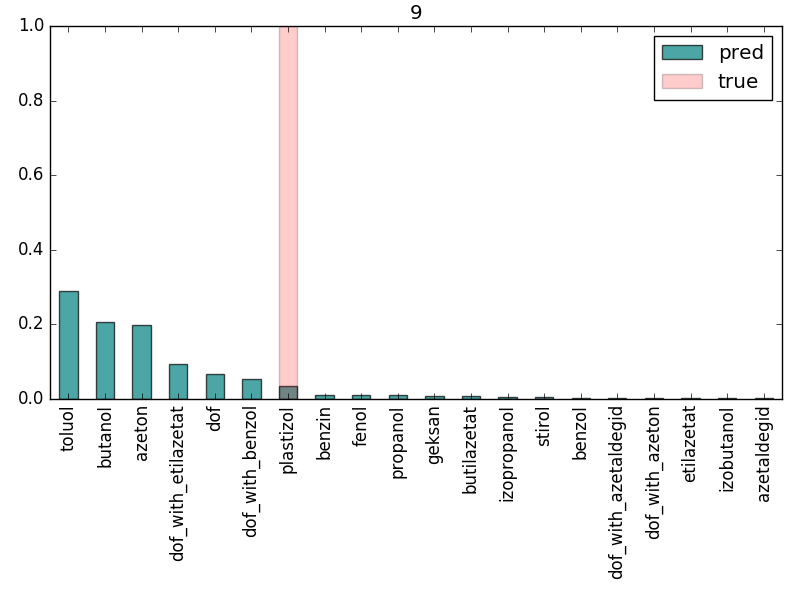 9
1.0
0.8
0.6
0.4
0.2
0.0
pred
true
toluol
butanol
azeton
dof_with_etilazetat
dof
dof_with_benzol
plastizol
benzin
fenol
propanol
geksan
butilazetat
izopropanol
stirol
benzol
dof_with_azetaldegid
dof_with_azeton
etilazetat
izobutanol
azetaldegid